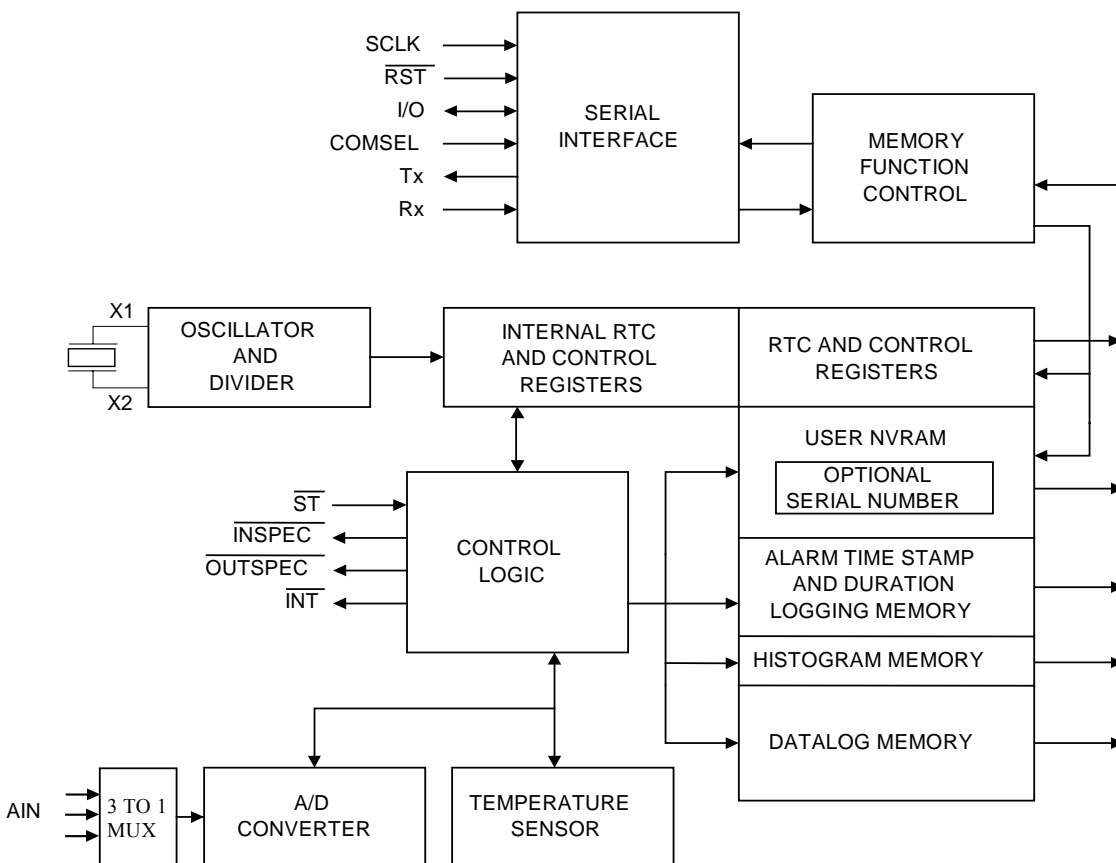 SCLK
RST
I/O
COMSEL
Tx
Rx
SERIAL
INTERFACE
MEMORY
FUNCTION
CONTROL
X1
X2
OSCILLATOR
AND
DIVIDER
INTERNAL RTC
AND CONTROL
REGISTERS
RTC AND CONTROL
REGISTERS
USER NVRAM
OPTIONAL
SERIAL NUMBER
ST
INSPEC
OUTSPEC
INT
CONTROL
LOGIC
ALARM TIME STAMP
AND DURATION
LOGGING MEMORY
HISTOGRAM MEMORY
DATALOG MEMORY
AIN
3 TO 1
MUX
A/D
CONVERTER
TEMPERATURE
SENSOR